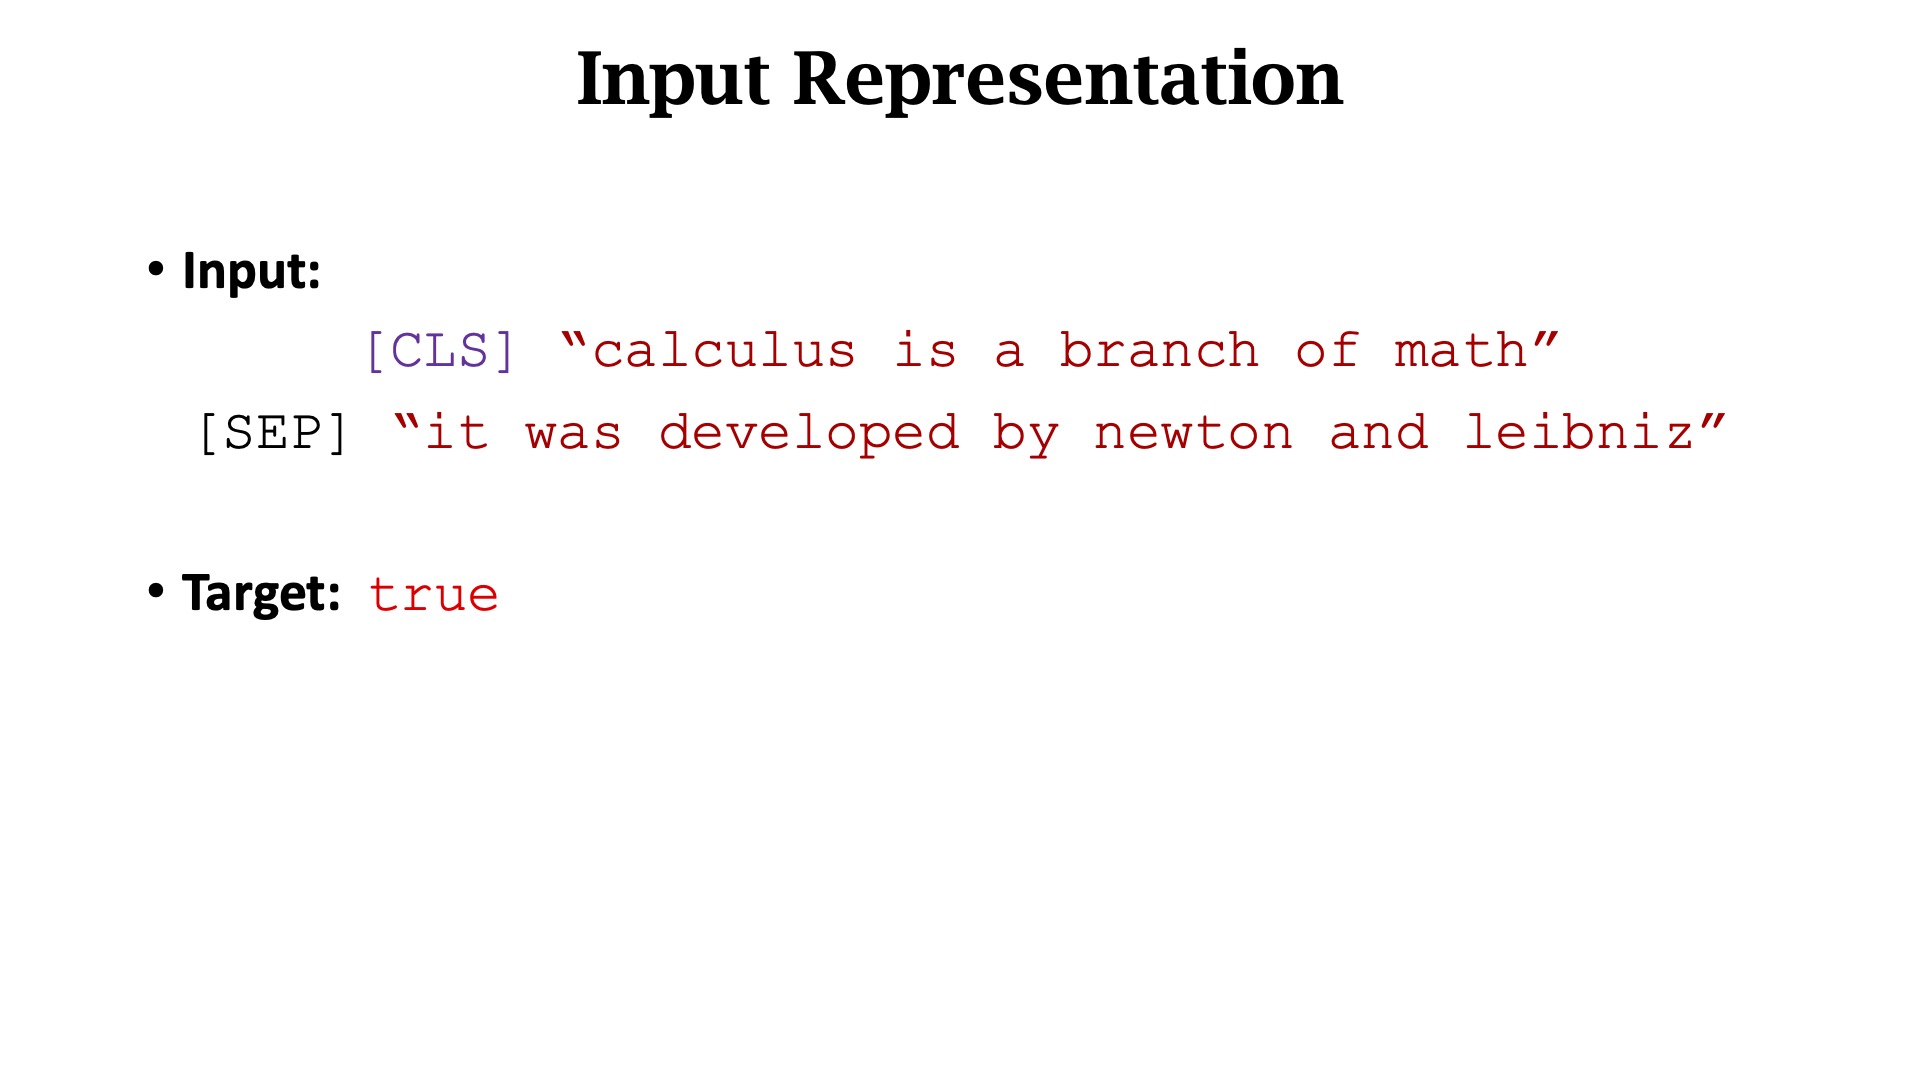 Input Representation
• Input:
[CLS] “calculus is a branch of math”
[SEP] “it was developed by newton and leibniz”
• Target: true